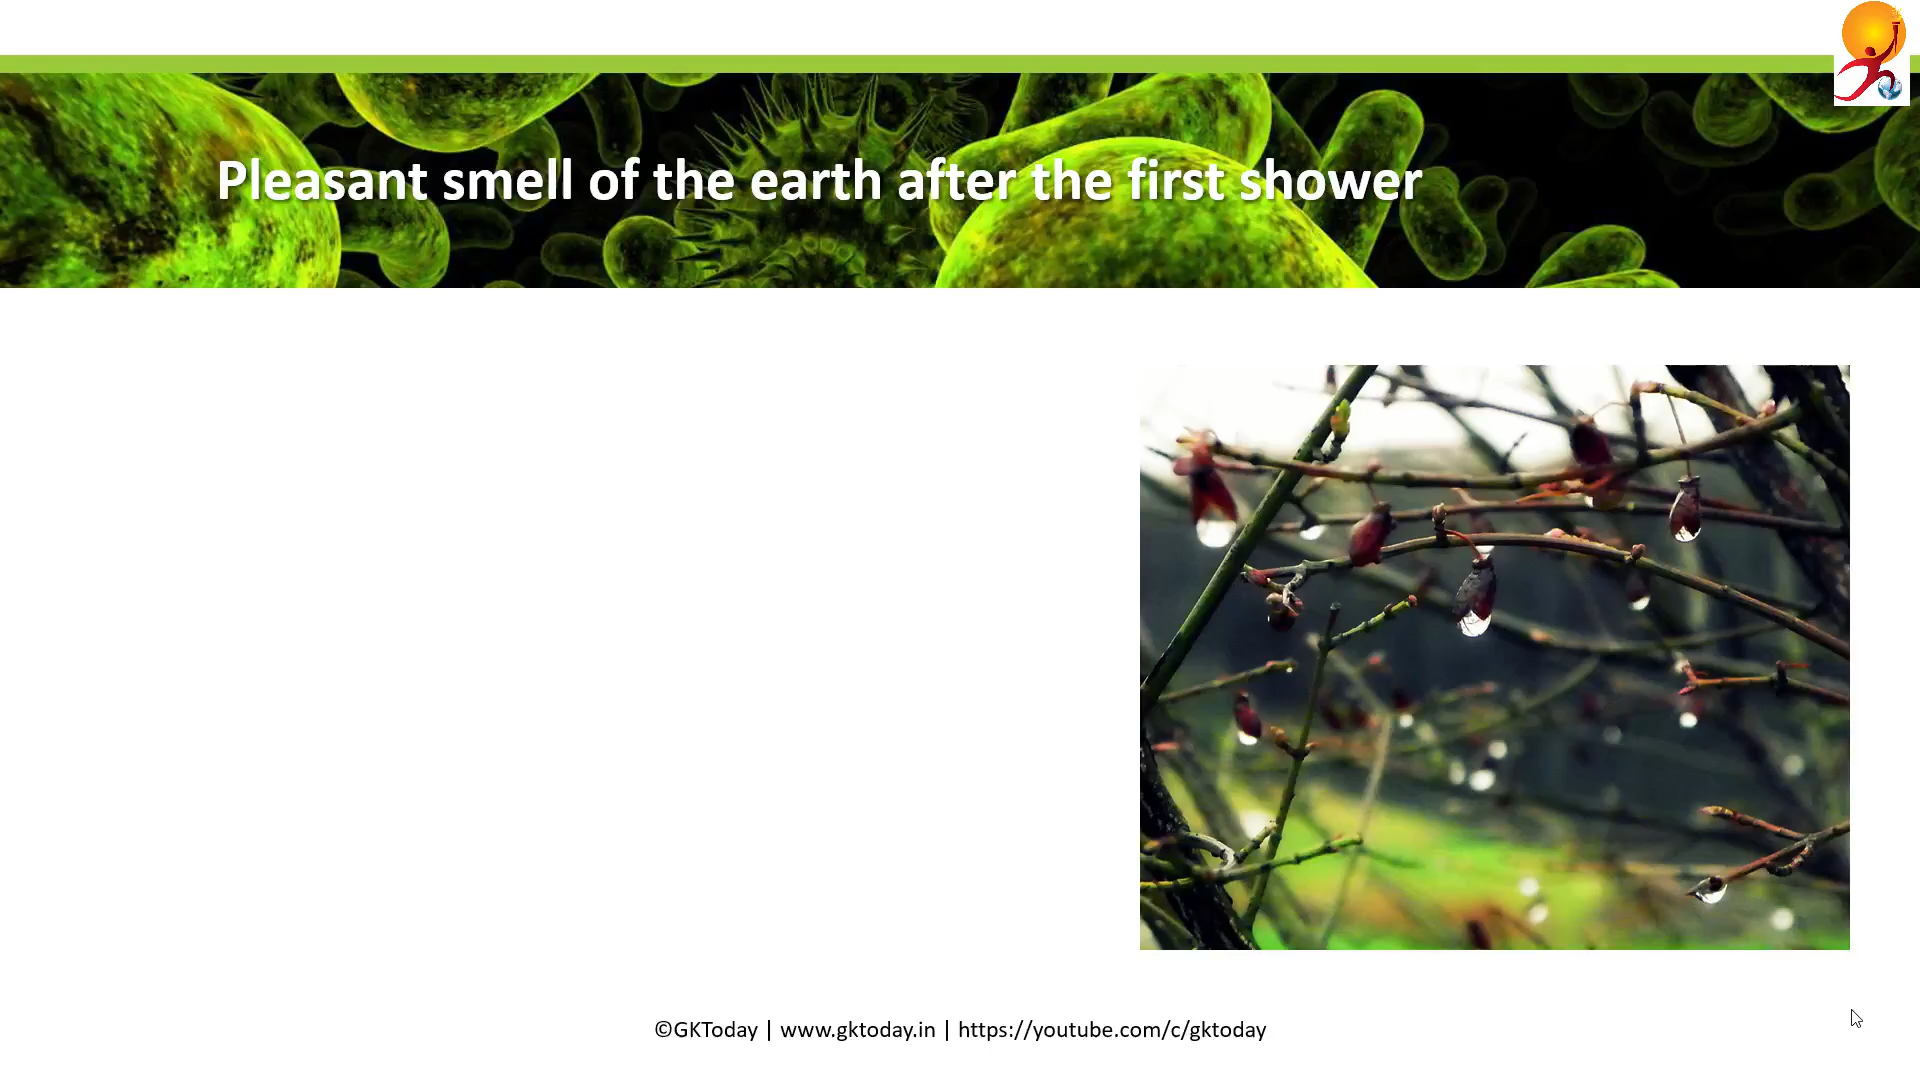 Pleasant smell of the earth after the first shower
©GKToday | www.gktoday.in | https://youtube.com/c/gktoday